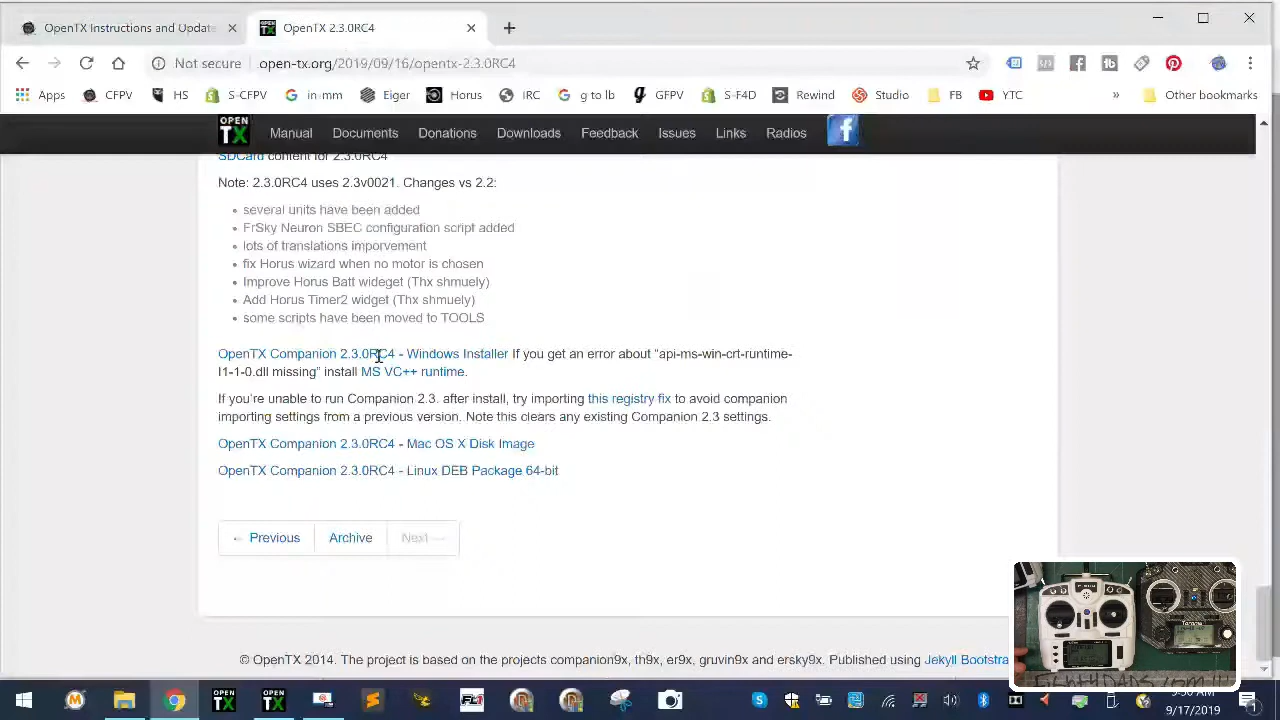 OpenTX Instructions and Updat
OpenTX 2.3.0RC4
Not secure open-tx.org/2019/09/16/opentx-2.3.0RC4
Apps CFPV HS S-CFPV in-mm Eiger Horus IRC g to lb GFPV S-F4D Rewind Studio FB YTC » Other bookmarks
OPEN TX Manual Documents Donations Downloads Feedback Issues Links Radios
SDCard content for 2.3.0RC4
Note: 2.3.0RC4 uses 2.3v0021. Changes vs 2.2:
several units have been added
FrSky Neuron SBEC configuration script added
lots of translations imporvement
fix Horus wizard when no motor is chosen
Improve Horus Batt wideget (Thx shmuely)
Add Horus Timer2 widget (Thx shmuely)
some scripts have been moved to TOOLS
OpenTX Companion 2.3.0RC4 - Windows Installer If you get an error about “api-ms-win-crt-runtime-
l1-1-0.dll missing” install MS VC++ runtime.
If you’re unable to run Companion 2.3. after install, try importing this registry fix to avoid companion
importing settings from a previous version. Note this clears any existing Companion 2.3 settings.
OpenTX Companion 2.3.0RC4 - Mac OS X Disk Image
OpenTX Companion 2.3.0RC4 - Linux DEB Package 64-bit
← Previous Archive Next →
© OpenTX 2014. The project is based on the projects companion9x, th9x, er9x, gruvin9x and ersky9x. Published using Jekyll Bootstra
9:50 AM
9/17/2019